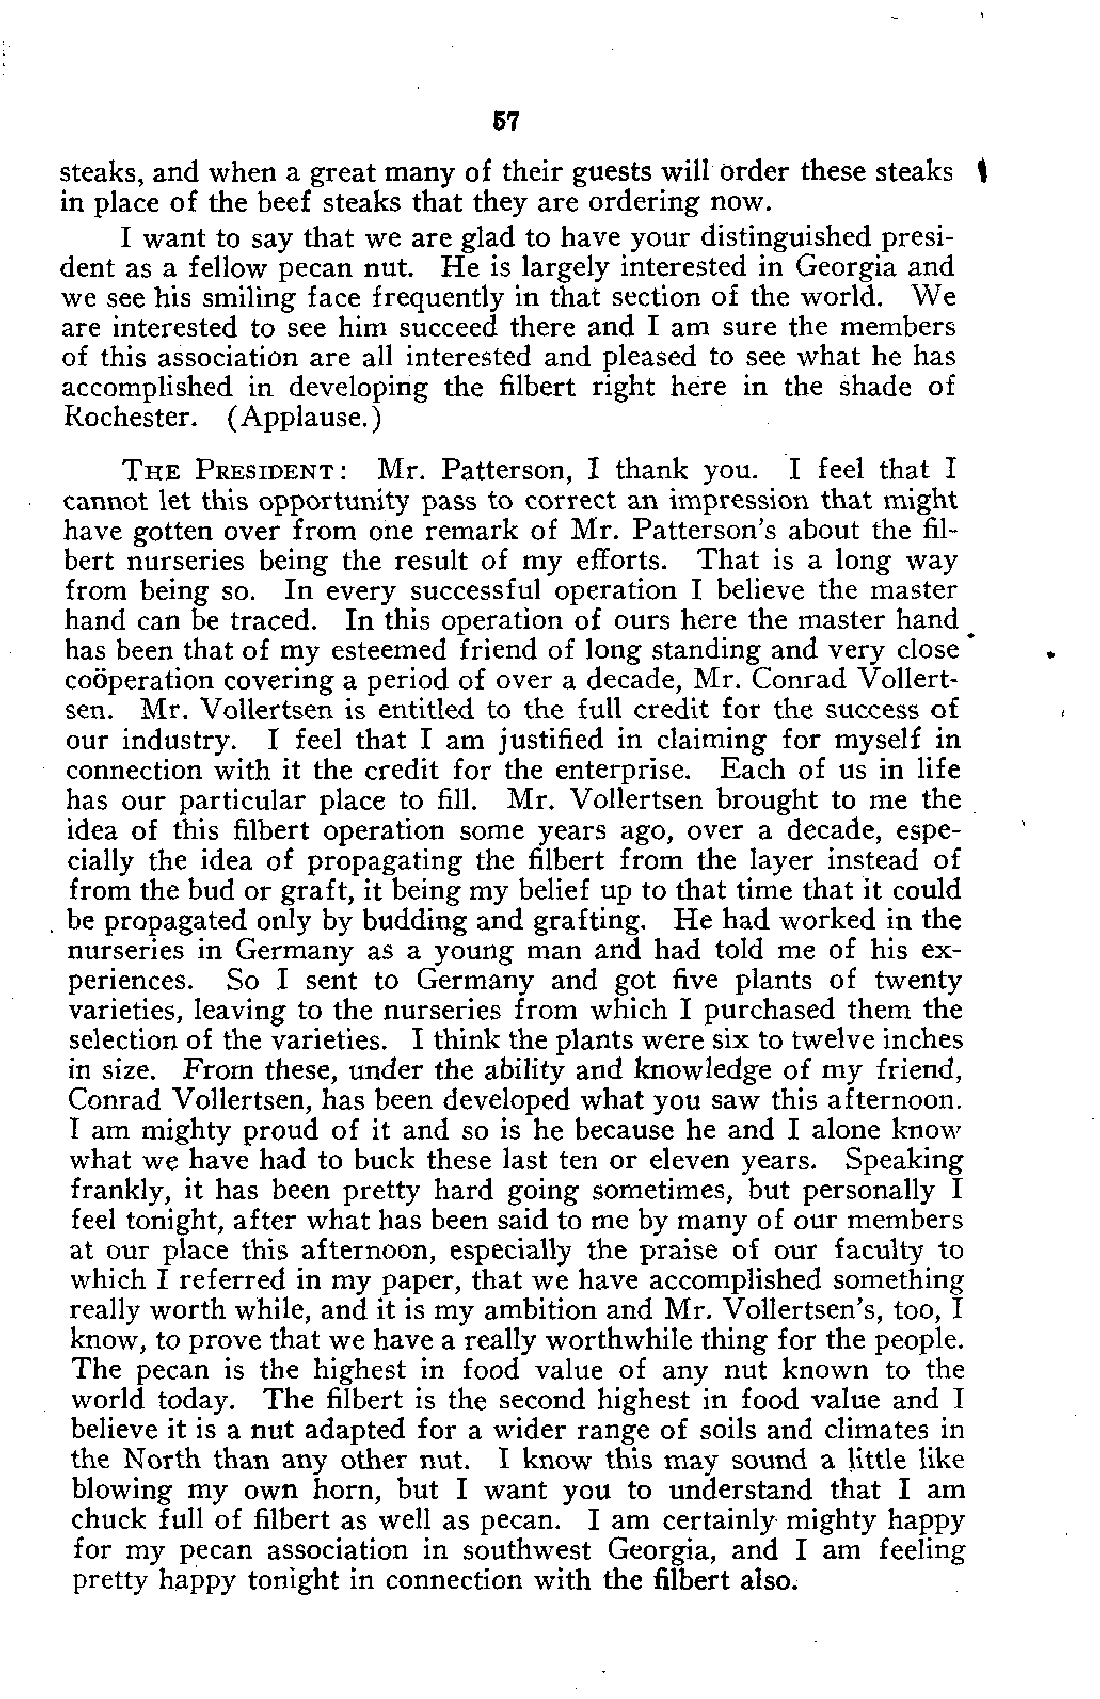 57
steaks, and when a great many of their guests will order these steaks
in place of the beef steaks that they are ordering now.
I want to say that we are glad to have your distinguished presi-
dent as a fellow pecan nut. He is largely interested in Georgia and
we see his smiling face frequently in that section of the world. We
are interested to see him succeed there and I am sure the members
of this association are all interested and pleased to see what he has
accomplished in developing the filbert right here in the shade of
Rochester. (Applause.)
THE PRESIDENT: Mr. Patterson, I thank you. I feel that I
cannot let this opportunity pass to correct an impression that might
have gotten over from one remark of Mr. Patterson's about the fil-
bert nurseries being the result of my efforts. That is a long way
from being so. In every successful operation I believe the master
hand can be traced. In this operation of ours here the master hand
has been that of my esteemed friend of long standing and very close
coöperation covering a period of over a decade, Mr. Conrad Vollert-
sen. Mr. Vollertsen is entitled to the full credit for the success of
our industry. I feel that I am justified in claiming for myself in
connection with it the credit for the enterprise. Each of us in life
has our particular place to fill. Mr. Vollertsen brought to me the
idea of this filbert operation some years ago, over a decade, espe-
cially the idea of propagating the filbert from the layer instead of
from the bud or graft, it being my belief up to that time that it could
be propagated only by budding and grafting. He had worked in the
nurseries in Germany as a young man and had told me of his ex-
periences. So I sent to Germany and got five plants of twenty
varieties, leaving to the nurseries from which I purchased them the
selection of the varieties. I think the plants were six to twelve inches
in size. From these, under the ability and knowledge of my friend,
Conrad Vollertsen, has been developed what you saw this afternoon.
I am mighty proud of it and so is he because he and I alone know
what we have had to buck these last ten or eleven years. Speaking
frankly, it has been pretty hard going sometimes, but personally I
feel tonight, after what has been said to me by many of our members
at our place this afternoon, especially the praise of our faculty to
which I referred in my paper, that we have accomplished something
really worth while, and it is my ambition and Mr. Vollertsen's, too, I
know, to prove that we have a really worthwhile thing for the people.
The pecan is the highest in food value of any nut known to the
world today. The filbert is the second highest in food value and I
believe it is a nut adapted for a wider range of soils and climates in
the North than any other nut. I know this may sound a little like
blowing my own horn, but I want you to understand that I am
chuck full of filbert as well as pecan. I am certainly mighty happy
for my pecan association in southwest Georgia, and I am feeling
pretty happy tonight in connection with the filbert also.